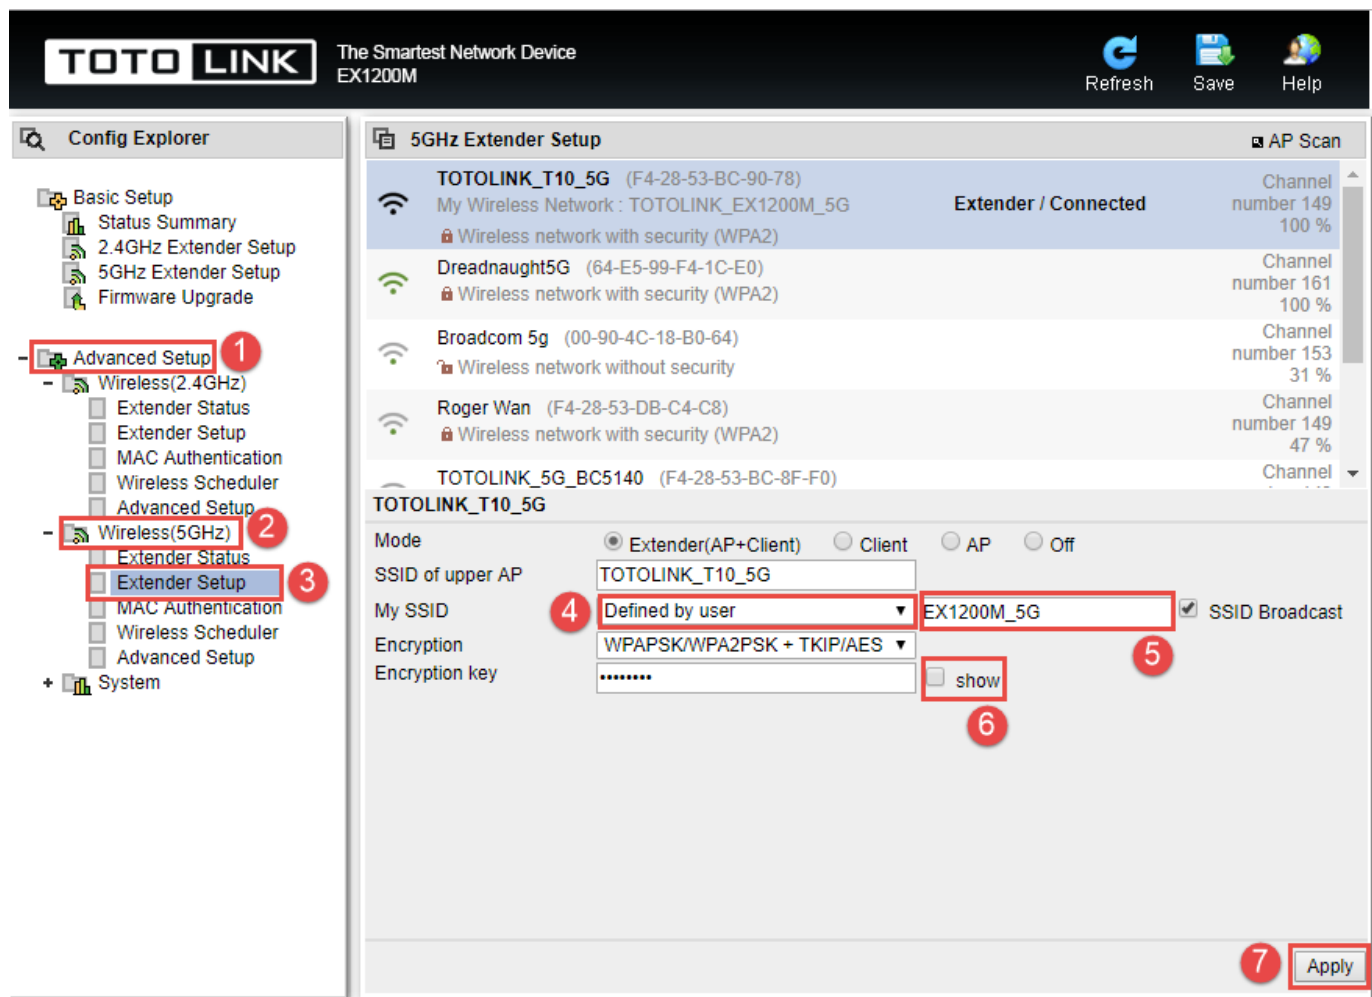 TOTO LINK
The Smartest Network Device
EX1200M
Refresh
Save
Help
Config Explorer
Basic Setup
Status Summary
2.4GHz Extender Setup
5GHz Extender Setup
Firmware Upgrade
Advanced Setup
1
Wireless(2.4GHz)
Extender Status
Extender Setup
MAC Authentication
Wireless Scheduler
Advanced Setup
Wireless(5GHz)
2
Extender Status
Extender Setup
3
MAC Authentication
Wireless Scheduler
Advanced Setup
System
5GHz Extender Setup
AP Scan
TOTOLINK_T10_5G (F4-28-53-BC-90-78)
My Wireless Network : TOTOLINK_EX1200M_5G
Wireless network with security (WPA2)
Extender / Connected
Channel
number 149
100 %
Dreadnaught5G (64-E5-99-F4-1C-E0)
Wireless network with security (WPA2)
Channel
number 161
100 %
Broadcom 5g (00-90-4C-18-B0-64)
Wireless network without security
Channel
number 153
31 %
Roger Wan (F4-28-53-DB-C4-C8)
Wireless network with security (WPA2)
Channel
number 149
47 %
TOTOLINK_5G_BC5140 (F4-28-53-BC-8F-F0)
Channel
TOTOLINK_T10_5G
Mode Extender(AP+Client) Client AP Off
SSID of upper AP TOTOLINK_T10_5G
My SSID 4 Defined by user EX1200M_5G SSID Broadcast
Encryption WPAPSK/WPA2PSK + TKIP/AES
5
Encryption key •••••••• show
6
7 Apply